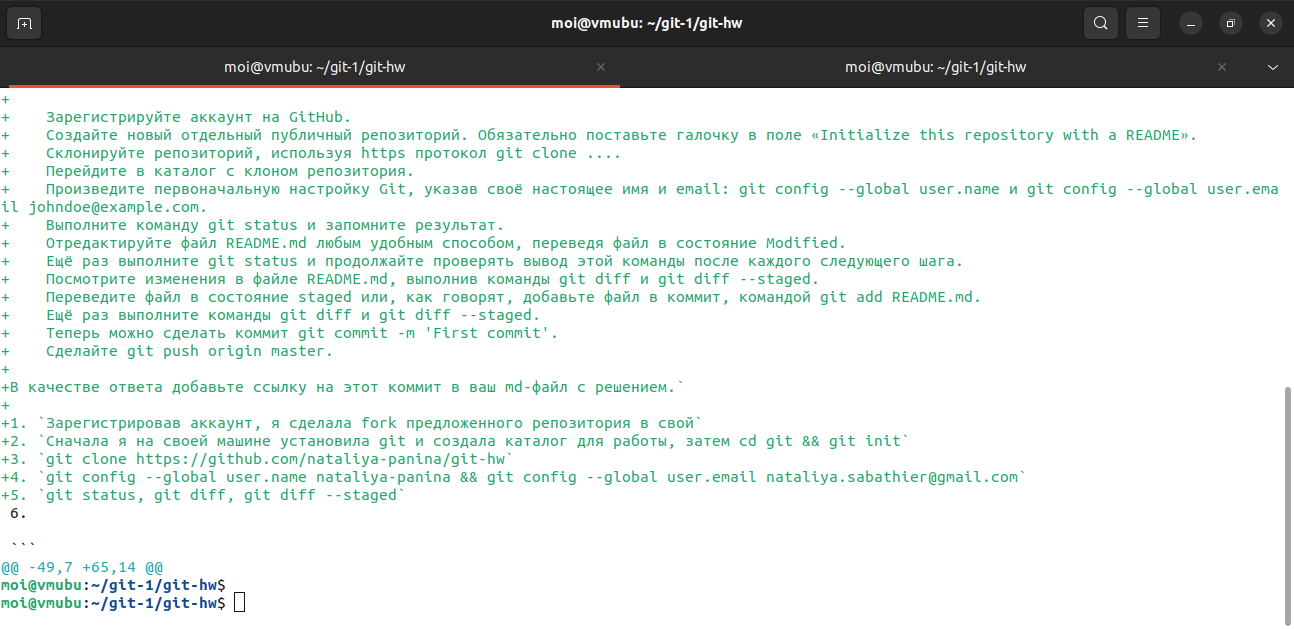 moi@vmubu: ~/git-1/git-hw
moi@vmubu: ~/git-1/git-hw
moi@vmubu: ~/git-1/git-hw
+
+    Зарегистрируйте аккаунт на GitHub.
+    Создайте новый отдельный публичный репозиторий. Обязательно поставьте галочку в поле «Initialize this repository with a README».
+    Склонируйте репозиторий, используя https протокол git clone ....
+    Перейдите в каталог с клоном репозитория.
+    Произведите первоначальную настройку Git, указав своё настоящее имя и email: git config --global user.name и git config --global user.ema
il johndoe@example.com.
+    Выполните команду git status и запомните результат.
+    Отредактируйте файл README.md любым удобным способом, переведя файл в состояние Modified.
+    Ещё раз выполните git status и продолжайте проверять вывод этой команды после каждого следующего шага.
+    Посмотрите изменения в файле README.md, выполнив команды git diff и git diff --staged.
+    Переведите файл в состояние staged или, как говорят, добавьте файл в коммит, командой git add README.md.
+    Ещё раз выполните команды git diff и git diff --staged.
+    Теперь можно сделать коммит git commit -m 'First commit'.
+    Сделайте git push origin master.
+
+В качестве ответа добавьте ссылку на этот коммит в ваш md-файл с решением.`
+
+1. `Зарегистрировав аккаунт, я сделала fork предложенного репозитория в свой`
+2. `Сначала я на своей машине установила git и создала каталог для работы, затем cd git && git init`
+3. `git clone https://github.com/nataliya-panina/git-hw`
+4. `git config --global user.name nataliya-panina && git config --global user.email nataliya.sabathier@gmail.com`
+5. `git status, git diff, git diff --staged`
 6.
 ```
@@ -49,7 +65,14 @@
moi@vmubu:~/git-1/git-hw$
moi@vmubu:~/git-1/git-hw$